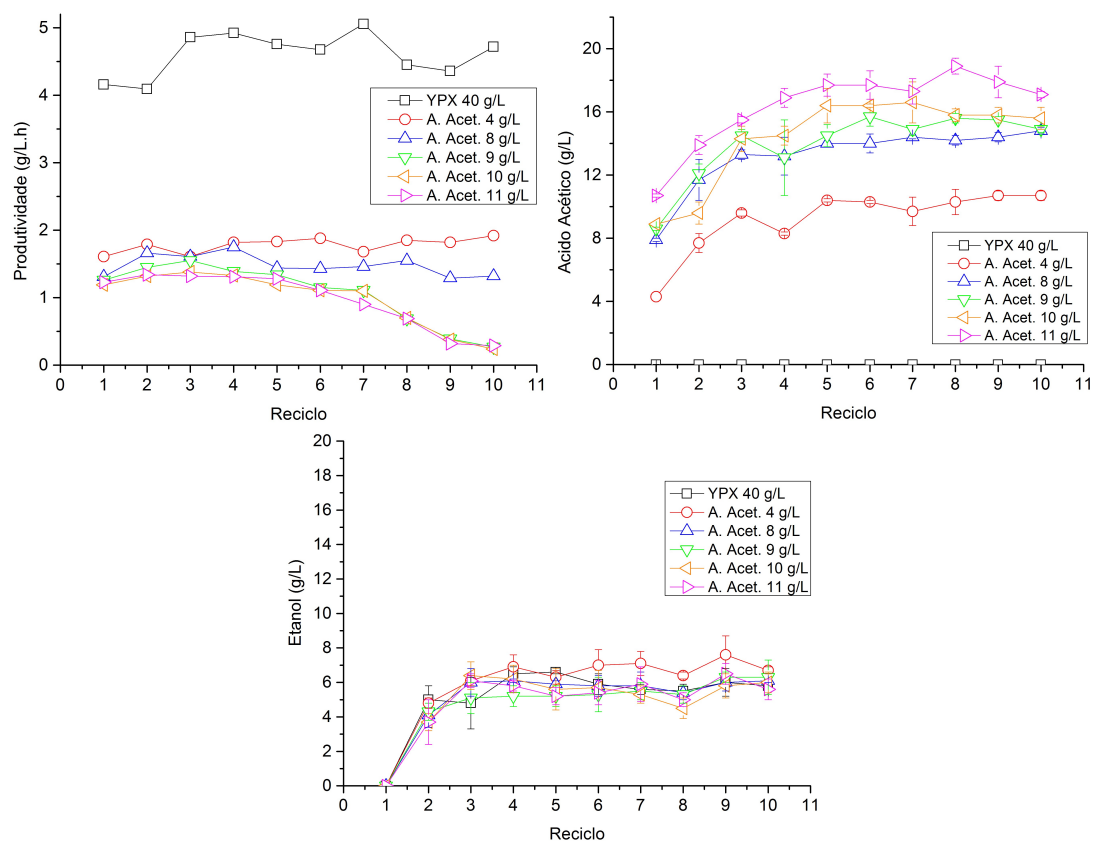 Produtividade (g/L.h)
5
4
3
2
1
0
YPX 40 g/L
A. Acet. 4 g/L
A. Acet. 8 g/L
A. Acet. 9 g/L
A. Acet. 10 g/L
A. Acet. 11 g/L
0 1 2 3 4 5 6 7 8 9 10 11
Reciclo
Acido Acético (g/L)
20
16
12
8
4
0
YPX 40 g/L
A. Acet. 4 g/L
A. Acet. 8 g/L
A. Acet. 9 g/L
A. Acet. 10 g/L
A. Acet. 11 g/L
0 1 2 3 4 5 6 7 8 9 10 11
Reciclo
Etanol (g/L)
20
18
16
14
12
10
8
6
4
2
0
YPX 40 g/L
A. Acet. 4 g/L
A. Acet. 8 g/L
A. Acet. 9 g/L
A. Acet. 10 g/L
A. Acet. 11 g/L
0 1 2 3 4 5 6 7 8 9 10 11
Reciclo